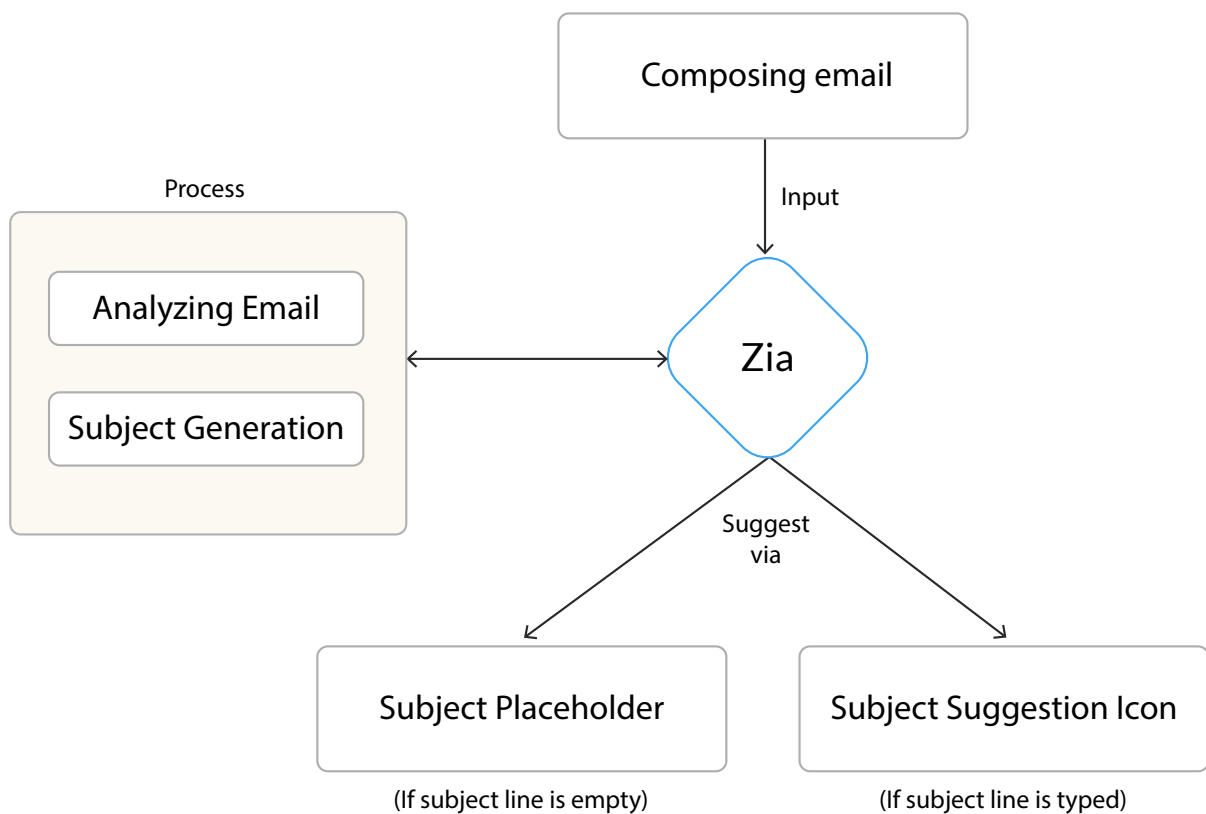 Composing email
Process
Input
Analyzing Email
Zia
Subject Generation
Suggest
via
Subject Placeholder
Subject Suggestion Icon
(If subject line is empty)
(If subject line is typed)